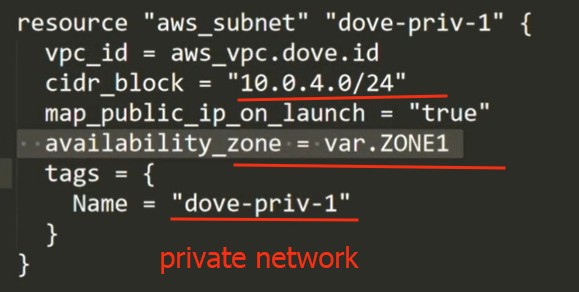 resource "aws_subnet" "dove-priv-1" {
  vpc_id = aws_vpc.dove.id
  cidr_block = "10.0.4.0/24"
  map_public_ip_on_launch = "true"
  availability_zone = var.ZONE1
  tags = {
    Name = "dove-priv-1"
  }
}
private network